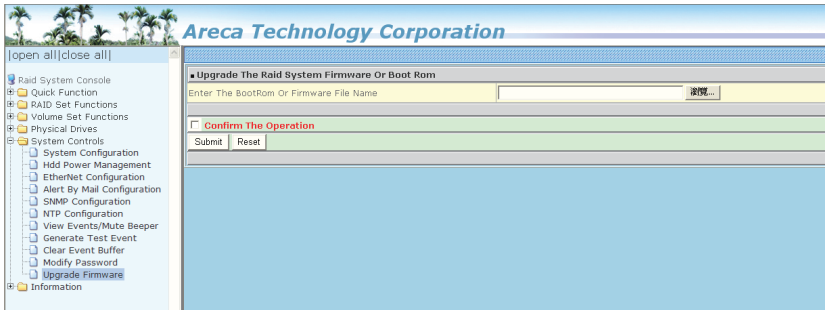 Areca Technology Corporation
|open all|close all|
Raid System Console
Quick Function
RAID Set Functions
Volume Set Functions
Physical Drives
System Controls
System Configuration
Hdd Power Management
EtherNet Configuration
Alert By Mail Configuration
SNMP Configuration
NTP Configuration
View Events/Mute Beeper
Generate Test Event
Clear Event Buffer
Modify Password
Upgrade Firmware
Information
Upgrade The Raid System Firmware Or Boot Rom
Enter The BootRom Or Firmware File Name
瀏覽...
Confirm The Operation
Submit Reset